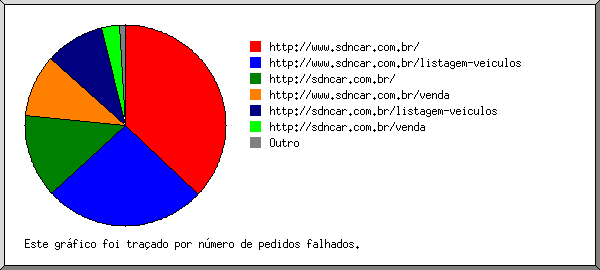 http://www.sdncar.com.br/
http://www.sdncar.com.br/listagem-veiculos
http://sdncar.com.br/
http://www.sdncar.com.br/venda
http://sdncar.com.br/listagem-veiculos
http://sdncar.com.br/venda
Outro
Este gráfico foi traçado por número de pedidos falhados.